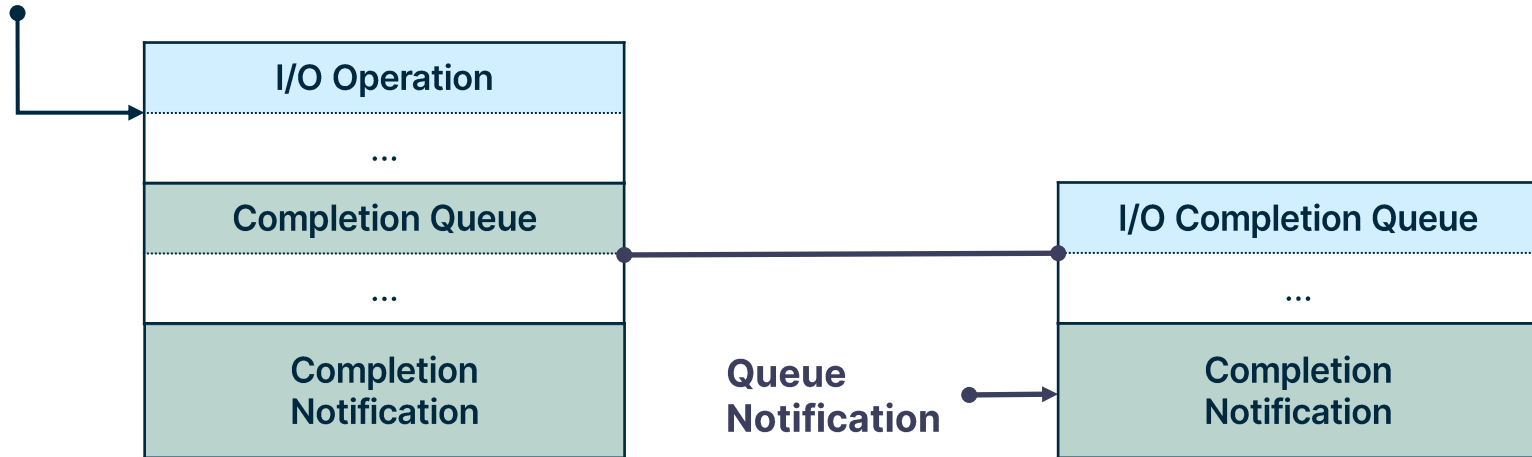 I/O Operation
...
Completion Queue
...
Completion
Notification
Queue
Notification
I/O Completion Queue
...
Completion
Notification